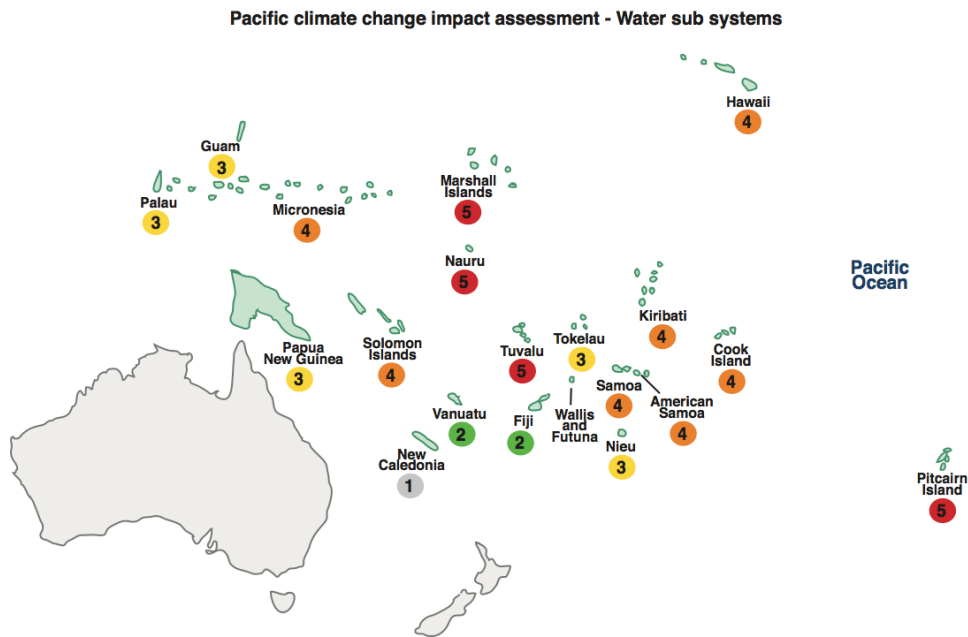 Pacific climate change impact assessment - Water sub systems
Hawaii
4
Guam
3
Marshall
Islands
5
Palau
3
Micronesia
4
Nauru
5
Pacific
Ocean
Kiribati
4
Papua
New Guinea
3
Solomon
Islands
4
Tuvalu
5
Tokelau
3
Cook
Island
4
Samoa
4
American
Samoa
4
Vanuatu
2
Fiji
2
Wallis
and
Futuna
Nieu
3
New
Caledonia
1
Pitcairn
Island
5